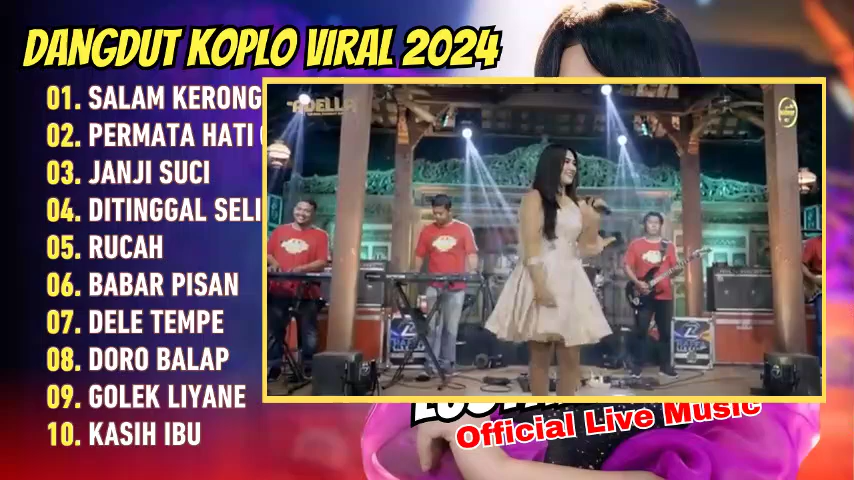 DANGDUT KOPLO VIRAL 2024
01. SALAM KERONG
02. PERMATA HATI
03. JANJI SUCI
04. DITINGGAL SELI
05. RUCAH
06. BABAR PISAN
07. DELE TEMPE
08. DORO BALAP
09. GOLEK LIYANE
10. KASIH IBU
ADELLA
Official Live Music